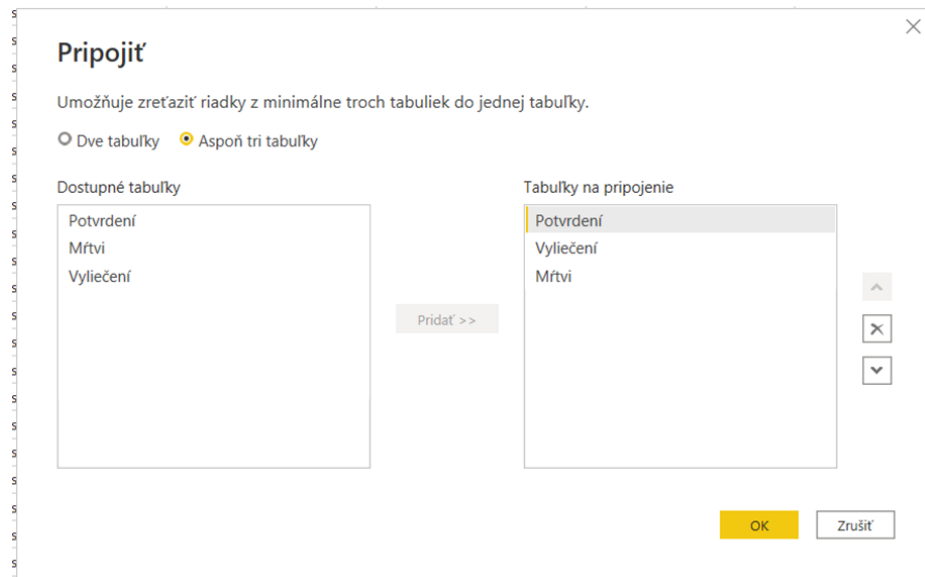 Pripojiť
Umožňuje zreťaziť riadky z minimálne troch tabuliek do jednej tabuľky.
Dve tabuľky Aspoň tri tabuľky
Dostupné tabuľky
Potvrdení
Mŕtvi
Vyliečení
Pridať >>
Tabuľky na pripojenie
Potvrdení
Vyliečení
Mŕtvi
OK Zrušiť